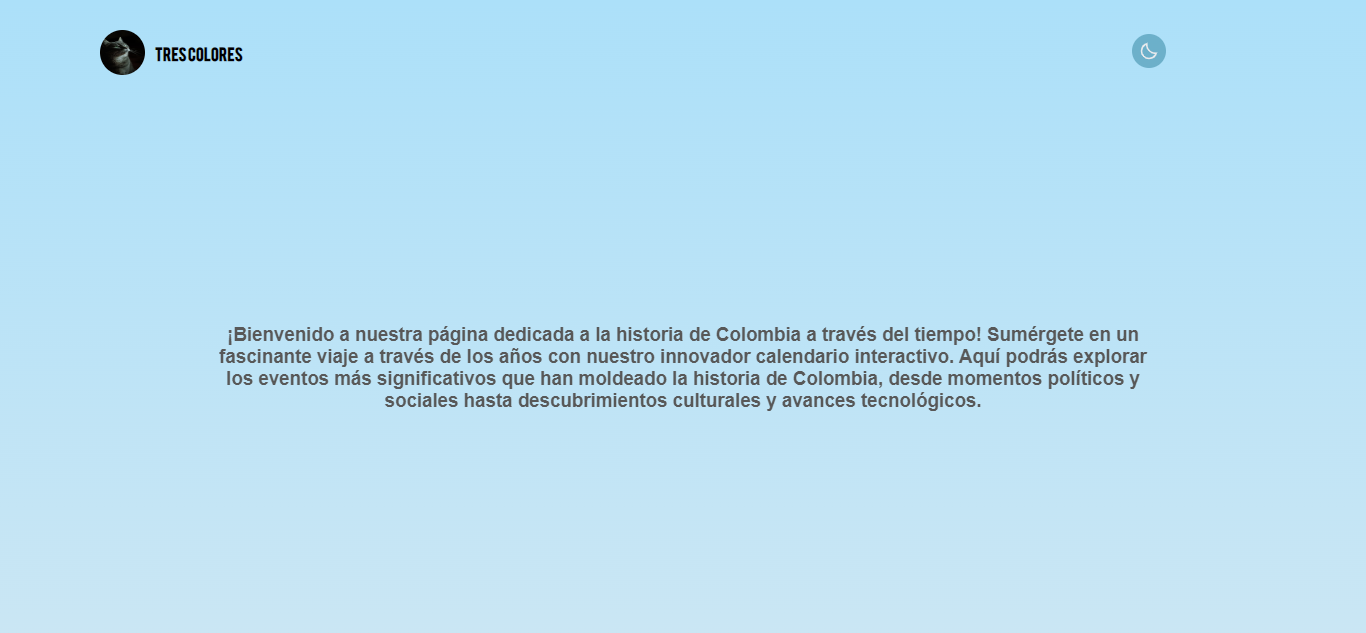 TRES COLORES
¡Bienvenido a nuestra página dedicada a la historia de Colombia a través del tiempo! Sumérgete en un
fascinante viaje a través de los años con nuestro innovador calendario interactivo. Aquí podrás explorar
los eventos más significativos que han moldeado la historia de Colombia, desde momentos políticos y
sociales hasta descubrimientos culturales y avances tecnológicos.